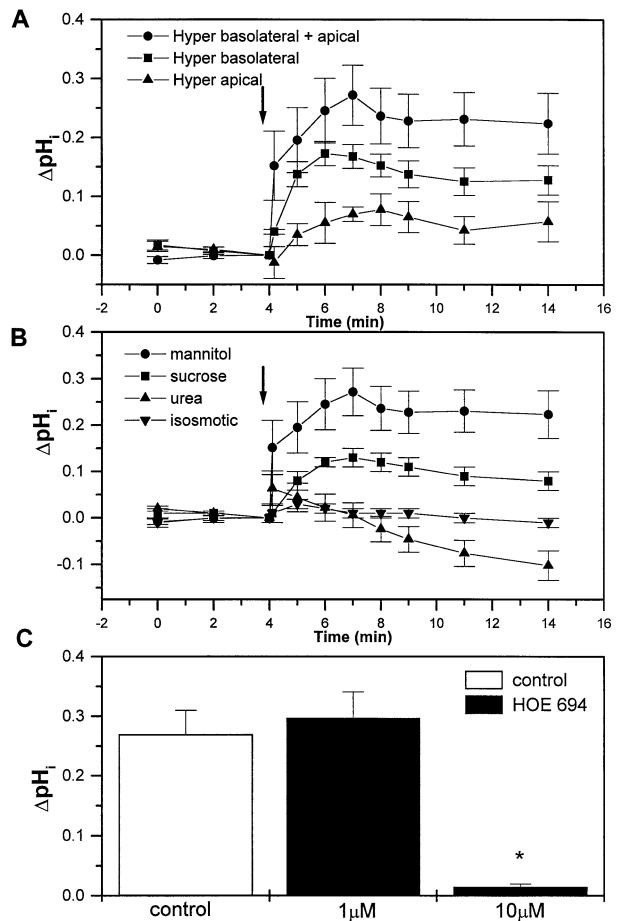 A
Hyper basolateral + apical
Hyper basolateral
Hyper apical
ΔpHi
0.4
0.3
0.2
0.1
0.0
-2 0 2 4 6 8 10 12 14 16
Time (min)
B
mannitol
sucrose
urea
isosmotic
ΔpHi
0.4
0.3
0.2
0.1
0.0
-0.1
-2 0 2 4 6 8 10 12 14 16
Time (min)
C
control
HOE 694
ΔpHi
0.4
0.3
0.2
0.1
0.0
*
control 1μM 10μM